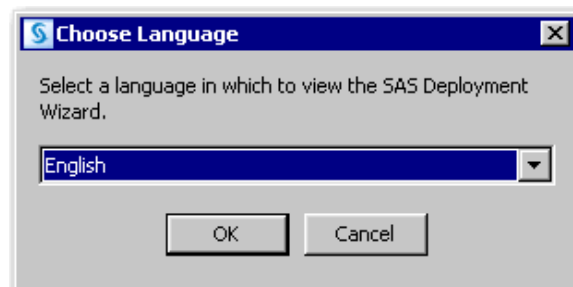 Choose Language
Select a language in which to view the SAS Deployment
Wizard.
English
OK
Cancel